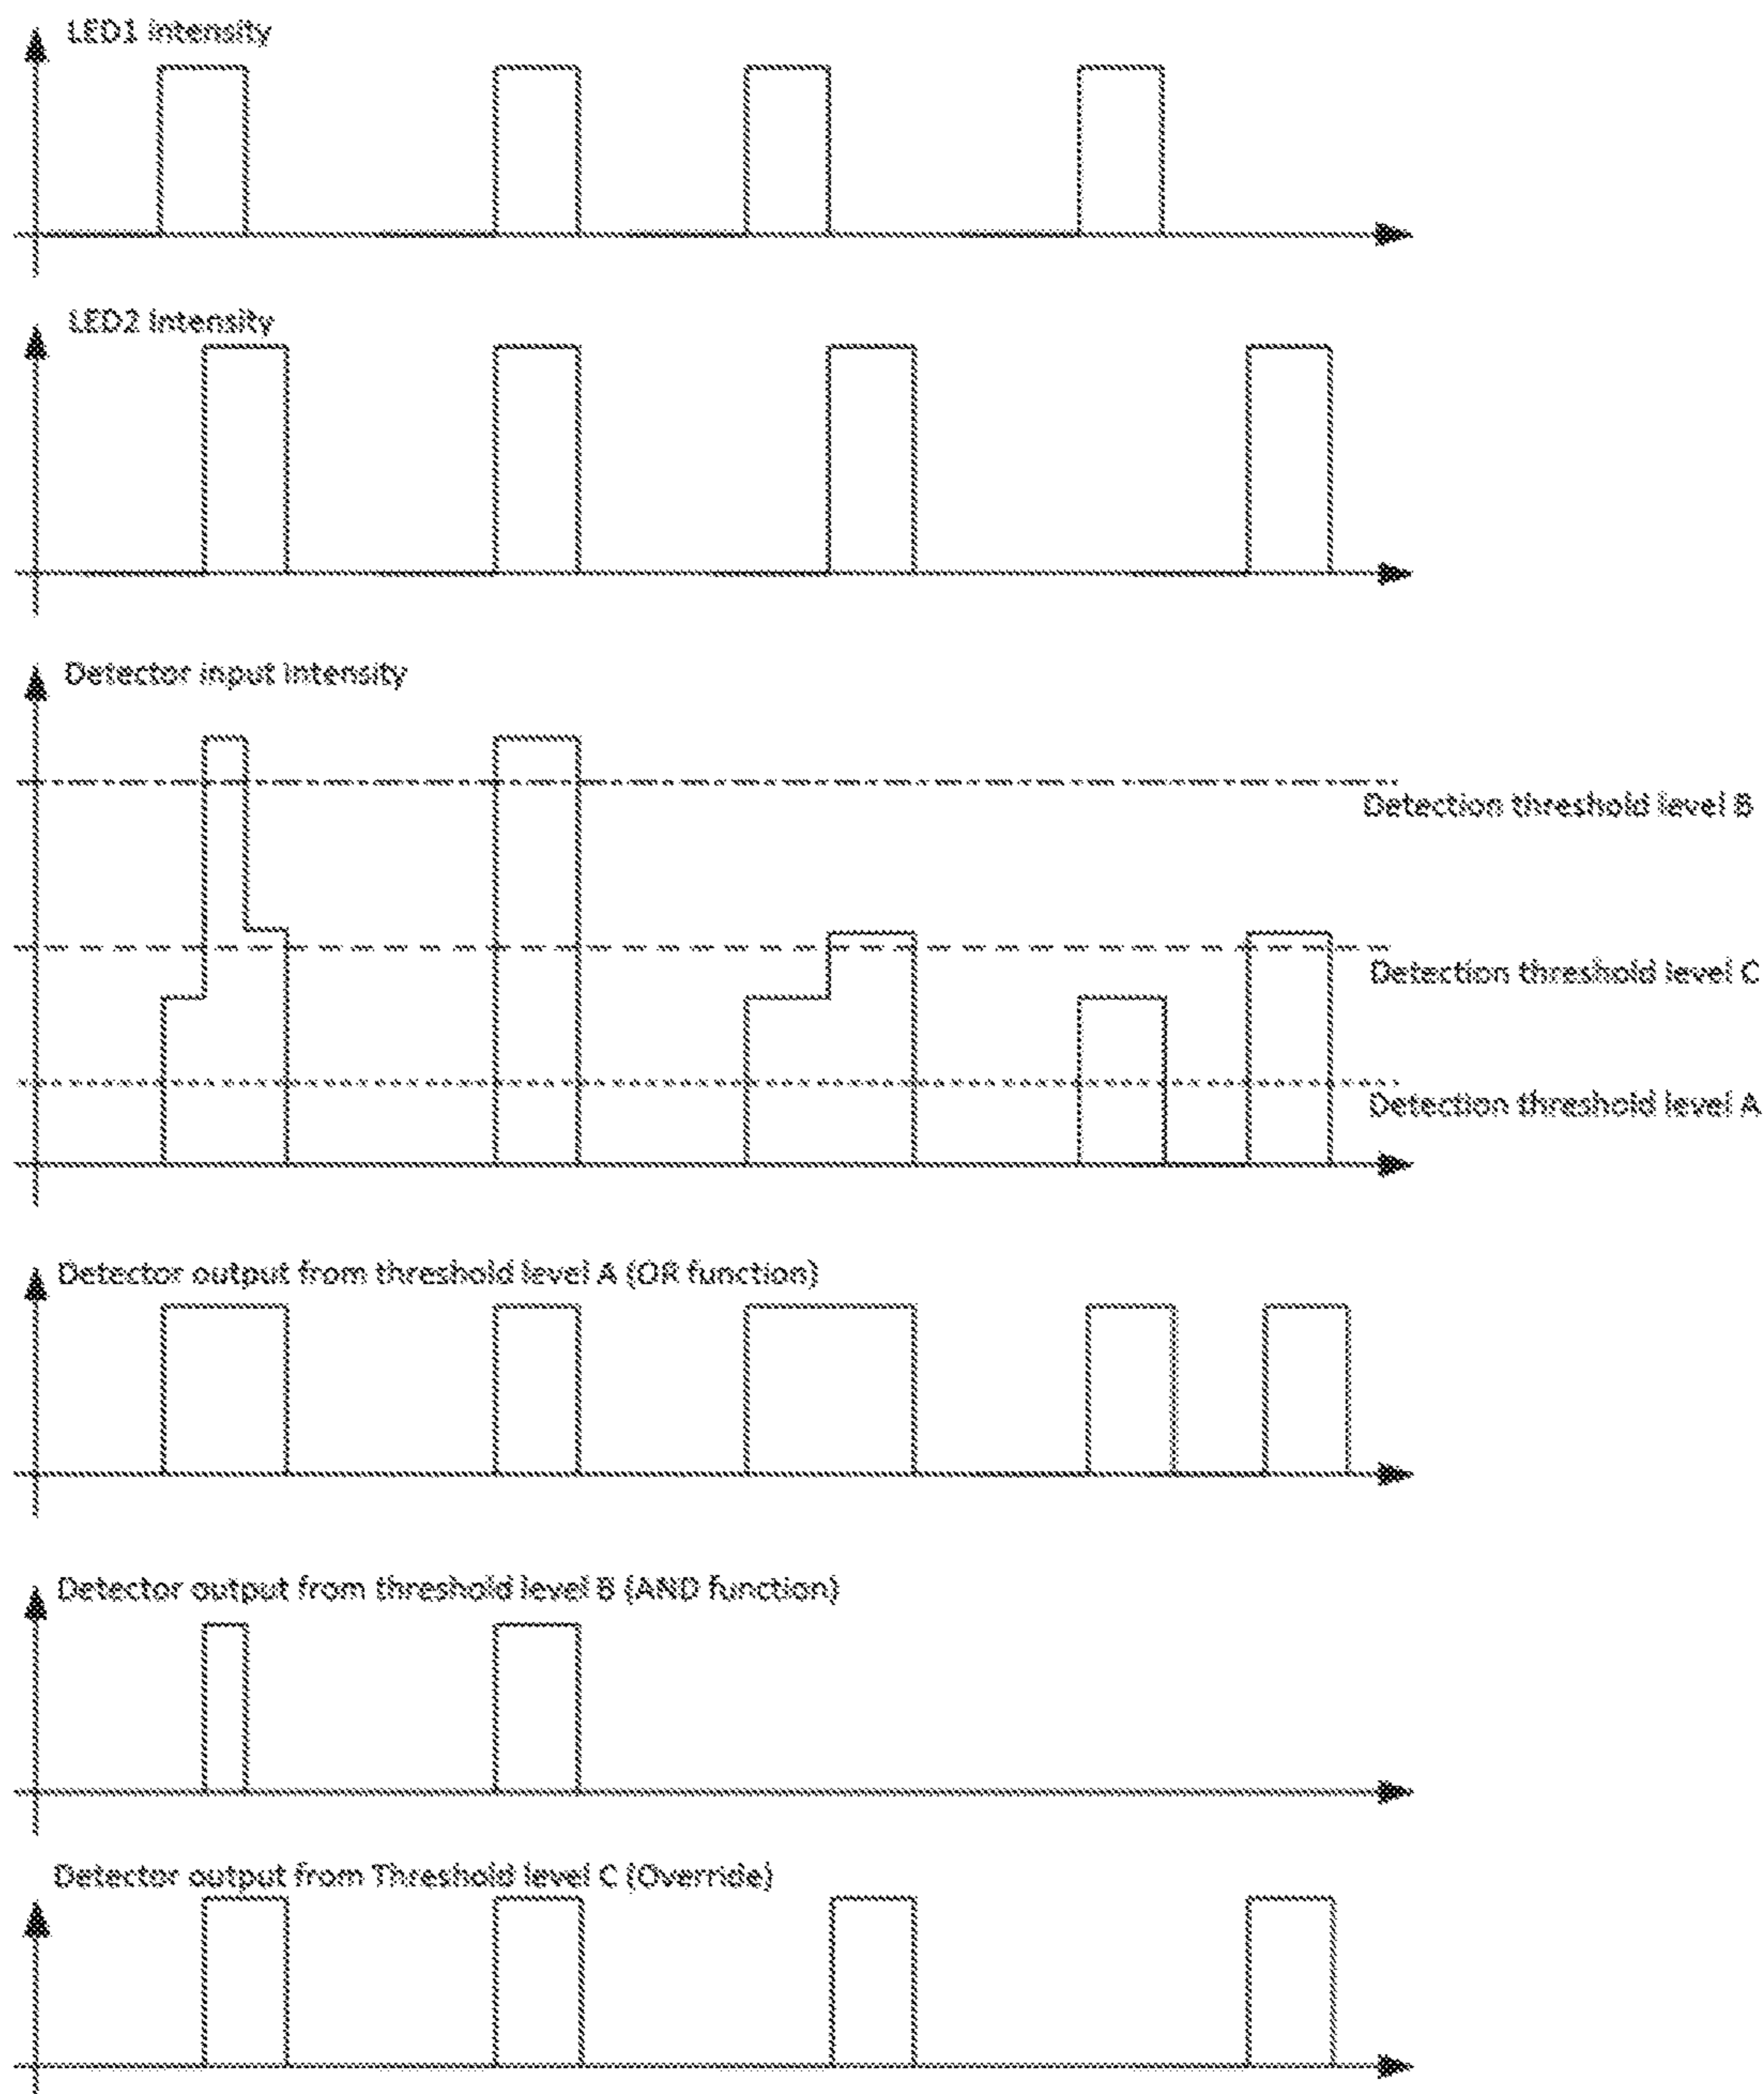 LED1 intensity
LED2 intensity
Detector input intensity
Detection threshold level B
Detection threshold level C
Detection threshold level A
Detector output from threshold level A (OR function)
Detector output from threshold level B (AND function)
Detector output from Threshold level C (Override)